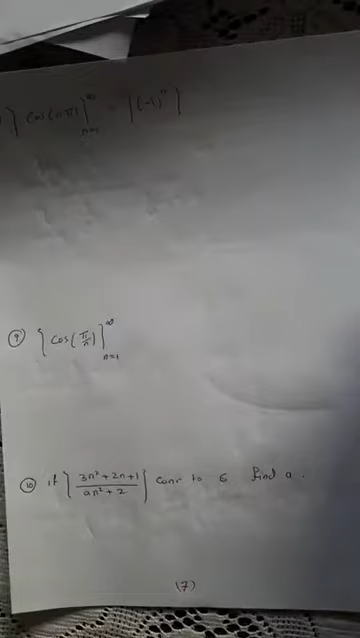 } cos(nπ) }∞ n=1 = {(-1)ⁿ}
⑨ { cos(π/n) }∞ n=1
⑩ if { 3n²+2n+1 / an²+2 } conv to 6 find a.
(7)